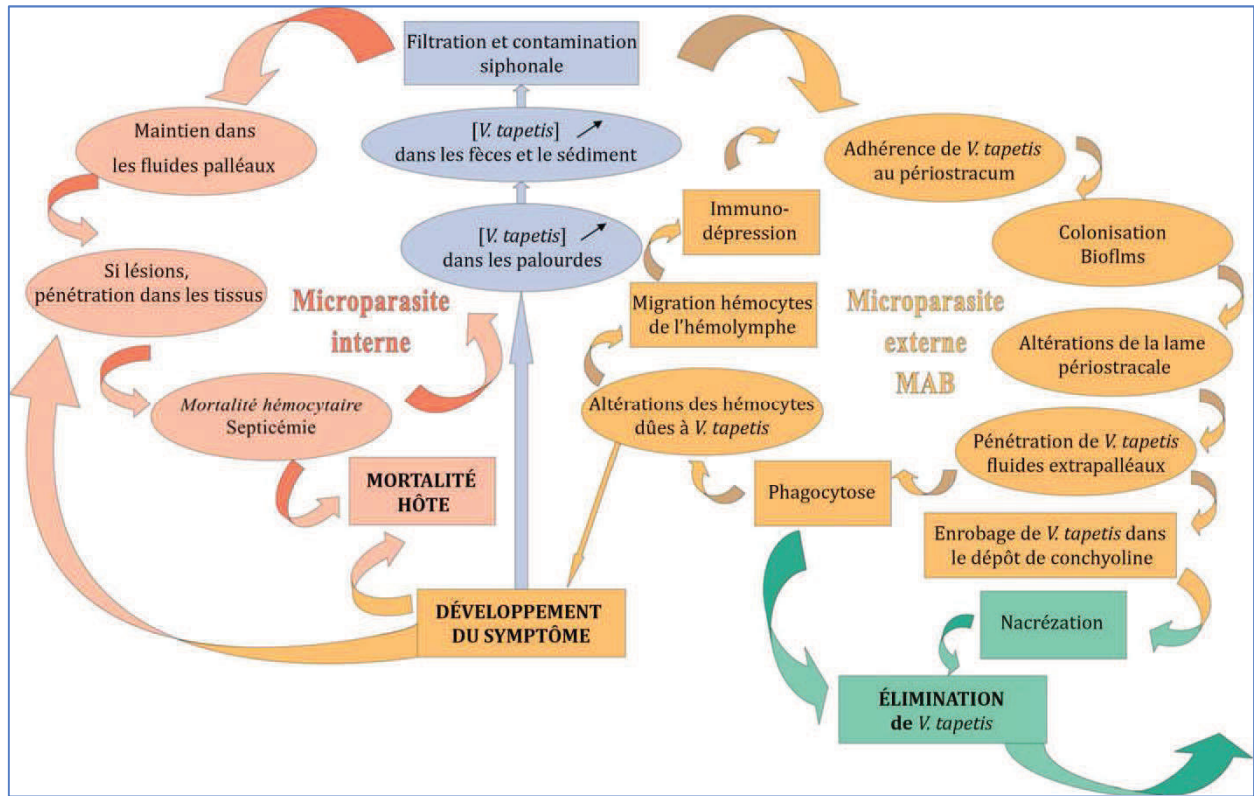 Filtration et contamination
siphonale
Maintien dans
les fluides palléaux
[V. tapetis]
dans les fèces et le sédiment
Adhérence de V. tapetis
au périostracum
Immuno-
dépression
Colonisation
Bioflms
[V. tapetis]
dans les palourdes
Si lésions,
pénétration dans les tissus
Microparasite
interne
Migration hémocytes
de l'hémolymphe
Microparasite
externe
MAB
Altérations de la lame
périostracale
Mortalité hémocytaire
Septicémie
Altérations des hémocytes
dûes à V. tapetis
Pénétration de V. tapetis
fluides extrapalléaux
MORTALITÉ
HÔTE
Phagocytose
Enrobage de V. tapetis dans
le dépôt de conchyoline
DÉVELOPPEMENT
DU SYMPTÔME
Nacrézation
ÉLIMINATION
de V. tapetis